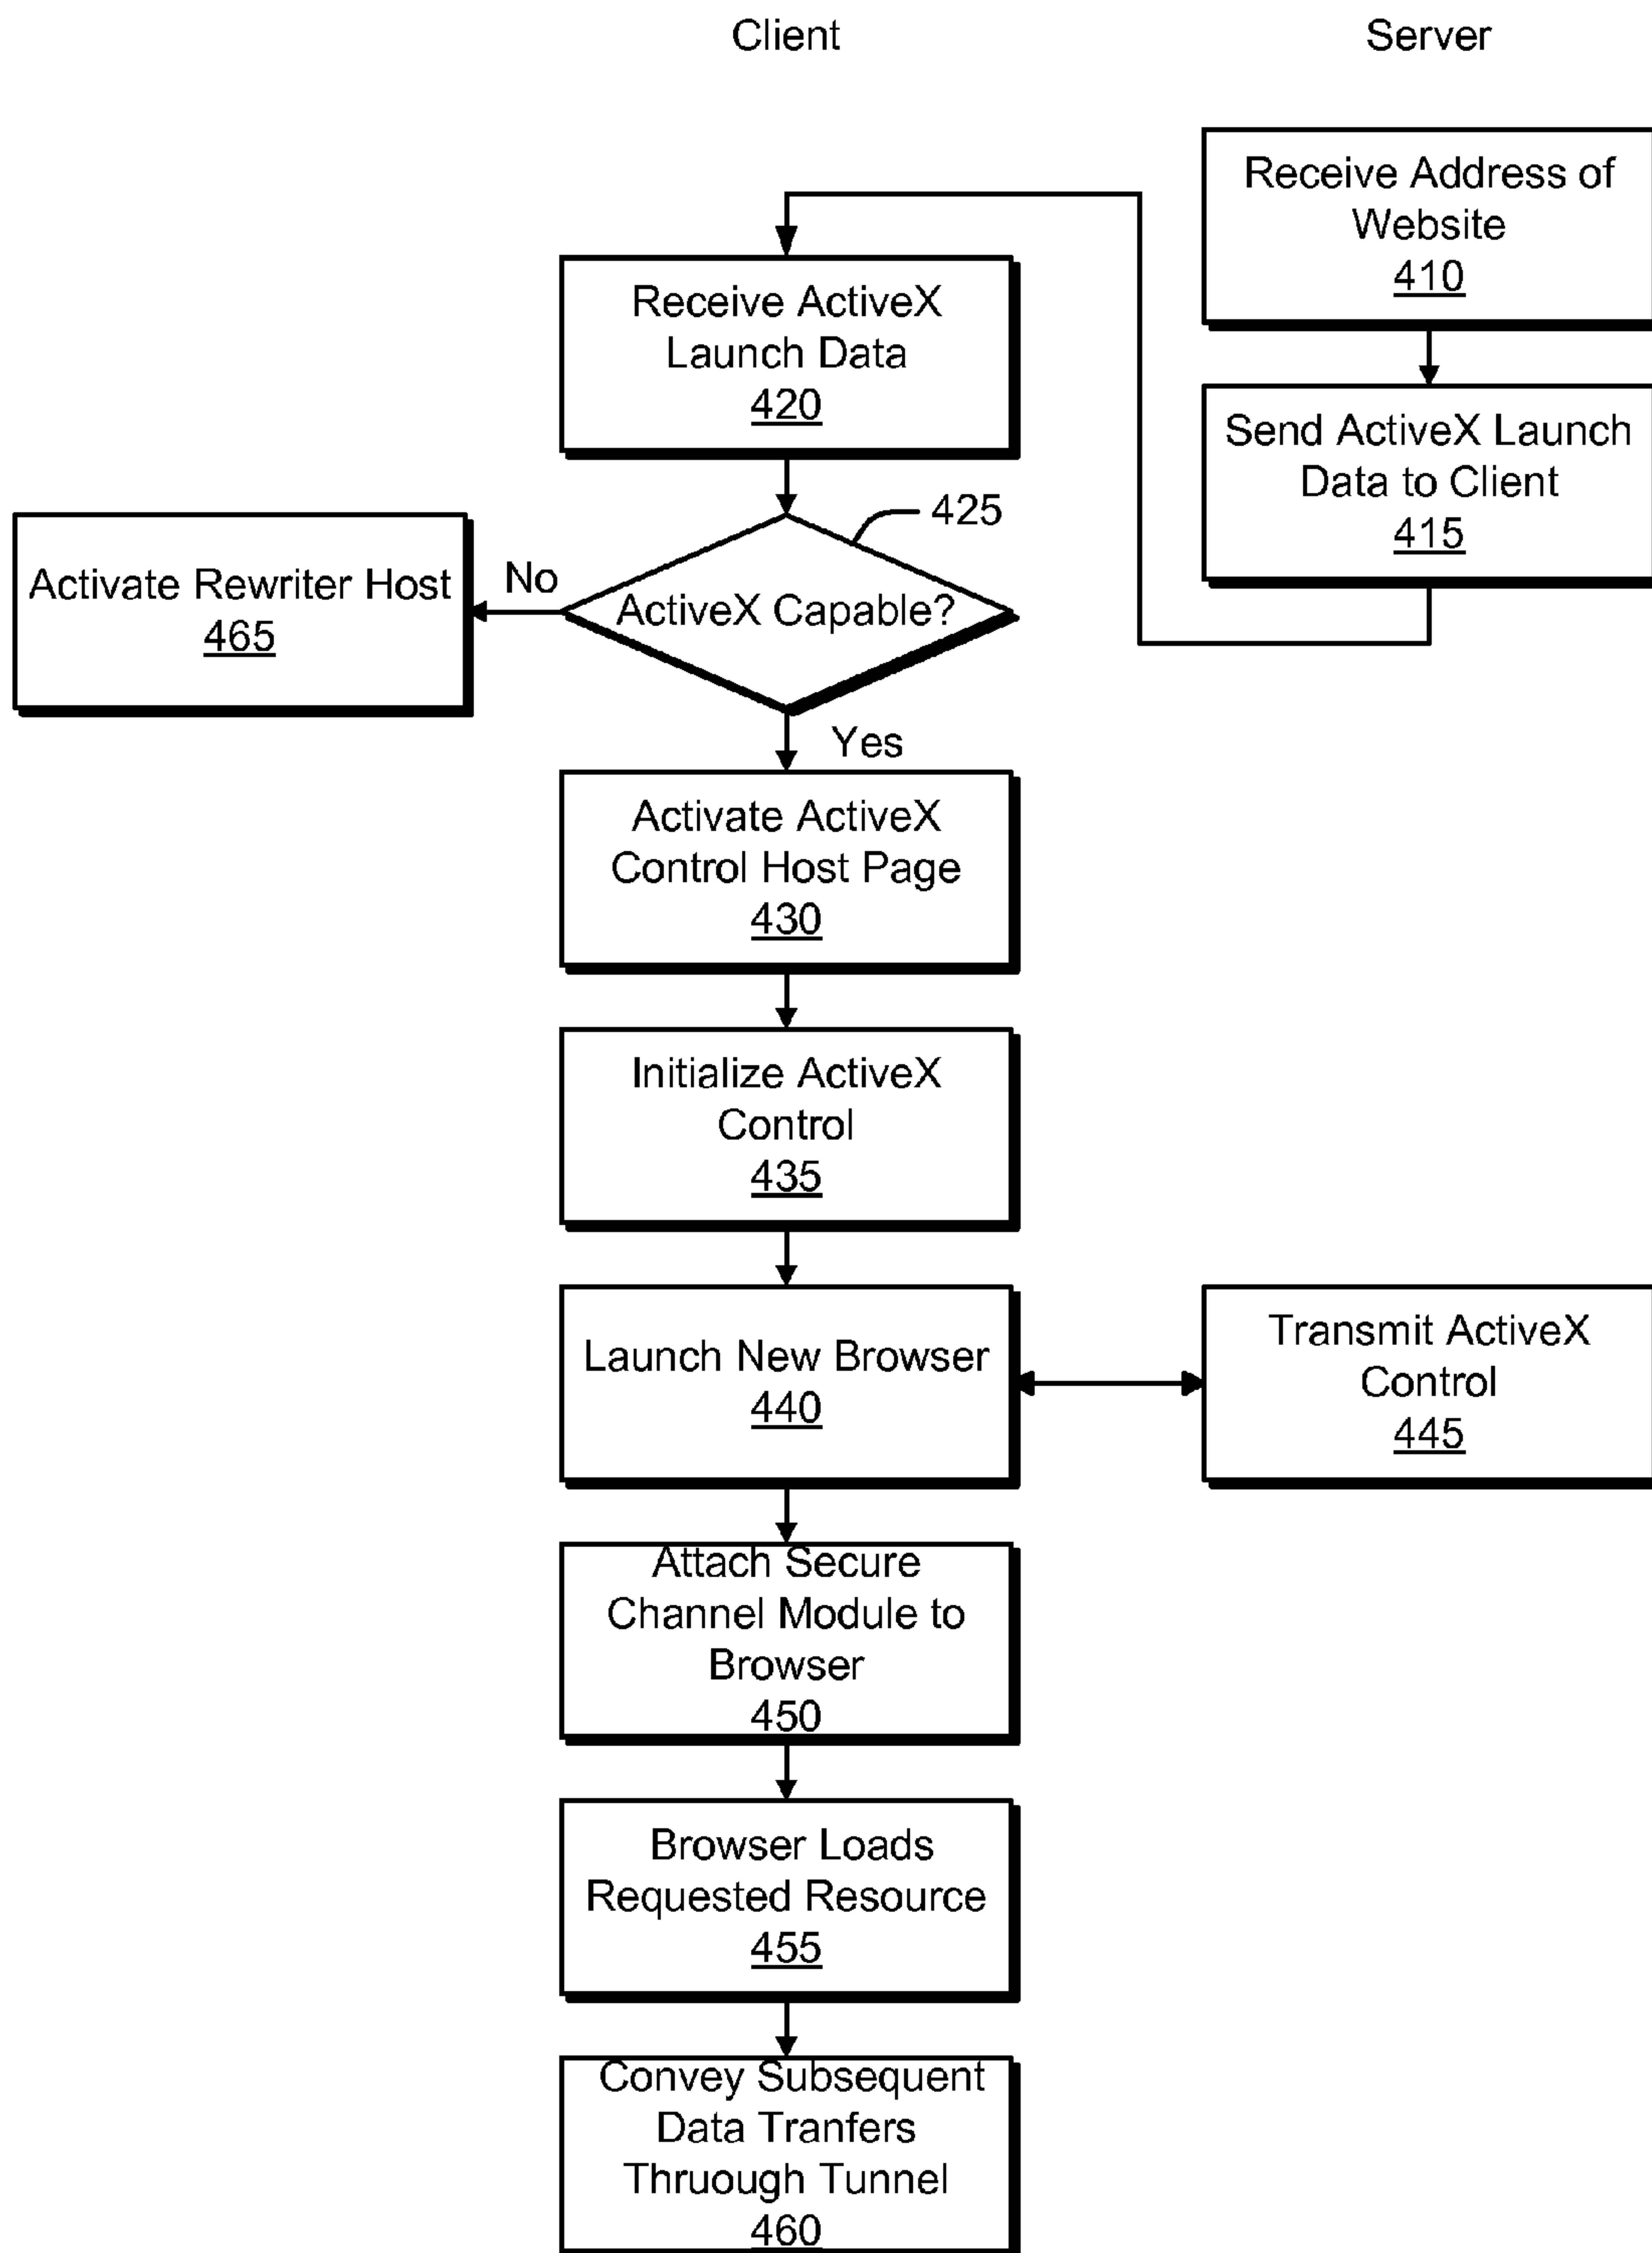 Client
Server
Receive Address of
Website
410
Send ActiveX Launch
Data to Client
415
Receive ActiveX
Launch Data
420
425
ActiveX Capable?
No
Activate Rewriter Host
465
Yes
Activate ActiveX
Control Host Page
430
Initialize ActiveX
Control
435
Launch New Browser
440
Transmit ActiveX
Control
445
Attach Secure
Channel Module to
Browser
450
Browser Loads
Requested Resource
455
Convey Subsequent
Data Tranfers
Thruough Tunnel
460